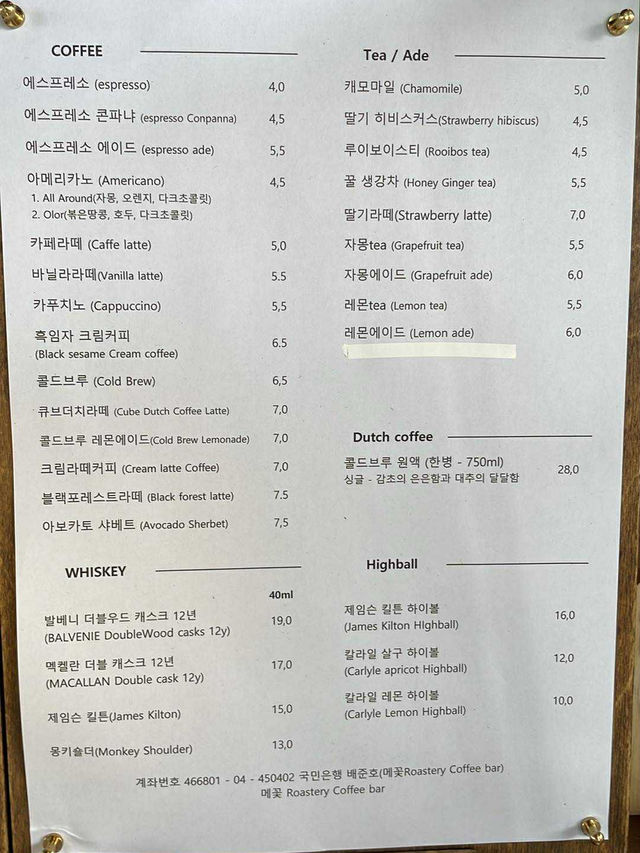 COFFEE
에스프레소 (espresso) 4,0
에스프레소 콘파냐 (espresso Conpanna) 4,5
에스프레소 에이드 (espresso ade) 5,5
아메리카노 (Americano) 4,5
1. All Around(자몽, 오렌지, 다크초콜릿)
2. Olor(볶은땅콩, 호두, 다크초콜릿)
카페라떼 (Caffe latte) 5,0
바닐라라떼(Vanilla latte) 5.5
카푸치노 (Cappuccino) 5,5
흑임자 크림커피 6.5
(Black sesame Cream coffee)
콜드브루 (Cold Brew) 6,5
큐브더치라떼 (Cube Dutch Coffee Latte) 7,0
콜드브루 레몬에이드(Cold Brew Lemonade) 7,0
크림라떼커피 (Cream latte Coffee) 7,0
블랙포레스트라떼 (Black forest latte) 7.5
아보카토 샤베트 (Avocado Sherbet) 7,5
Tea / Ade
캐모마일 (Chamomile) 5,0
딸기 히비스커스(Strawberry hibiscus) 4,5
루이보이스티 (Rooibos tea) 4,5
꿀 생강차 (Honey Ginger tea) 5,5
딸기라떼(Strawberry latte) 7,0
자몽tea (Grapefruit tea) 5,5
자몽에이드 (Grapefruit ade) 6,0
레몬tea (Lemon tea) 5,5
레몬에이드 (Lemon ade) 6,0
Dutch coffee
콜드브루 원액 (한병 - 750ml) 28,0
싱글 - 감초의 은은함과 대추의 달달함
WHISKEY
40ml
발베니 더블우드 캐스크 12년 19,0
(BALVENIE DoubleWood casks 12y)
멕켈란 더블 캐스크 12년 17,0
(MACALLAN Double cask 12y)
제임슨 킬튼(James Kilton) 15,0
몽키숄더(Monkey Shoulder) 13,0
Highball
제임슨 킬튼 하이볼 16,0
(James Kilton HIghball)
칼라일 살구 하이볼 12,0
(Carlyle apricot Highball)
칼라일 레몬 하이볼 10,0
(Carlyle Lemon Highball)
계좌번호 466801 - 04 - 450402 국민은행 배준호(메꽃Roastery Coffee bar)
메꽃 Roastery Coffee bar